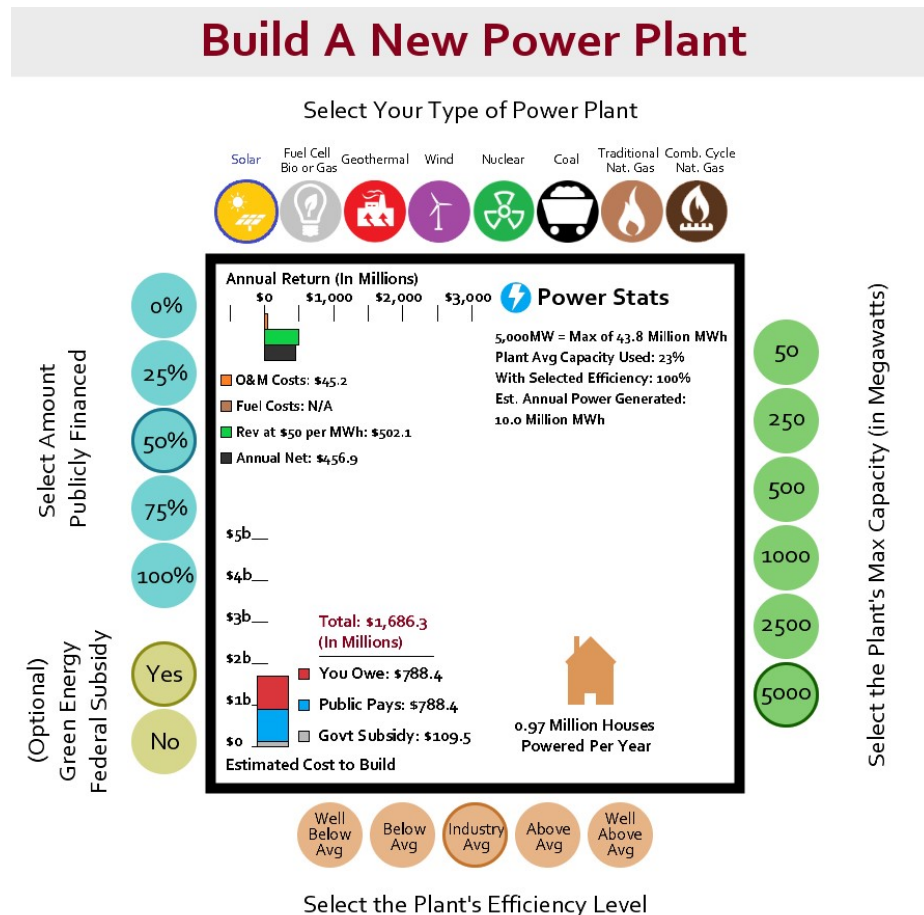 Build A New Power Plant
Select Your Type of Power Plant
Solar
Fuel Cell
Bio or Gas
Geothermal
Wind
Nuclear
Coal
Traditional
Nat. Gas
Comb. Cycle
Nat. Gas
Select Amount
Publicly Financed
0%
25%
50%
75%
100%
(Optional)
Green Energy
Federal Subsidy
Yes
No
Annual Return (In Millions)
$0 $1,000 $2,000 $3,000
O&M Costs: $45.2
Fuel Costs: N/A
Rev at $50 per MWh: $502.1
Annual Net: $456.9
Power Stats
5,000MW = Max of 43.8 Million MWh
Plant Avg Capacity Used: 23%
With Selected Efficiency: 100%
Est. Annual Power Generated:
10.0 Million MWh
$5b
$4b
$3b
$2b
$1b
$0
Total: $1,686.3
(In Millions)
You Owe: $788.4
Public Pays: $788.4
Govt Subsidy: $109.5
Estimated Cost to Build
0.97 Million Houses
Powered Per Year
Select the Plant's Max Capacity (in Megawatts)
50
250
500
1000
2500
5000
Well
Below
Avg
Below
Avg
Industry
Avg
Above
Avg
Well
Above
Avg
Select the Plant's Efficiency Level